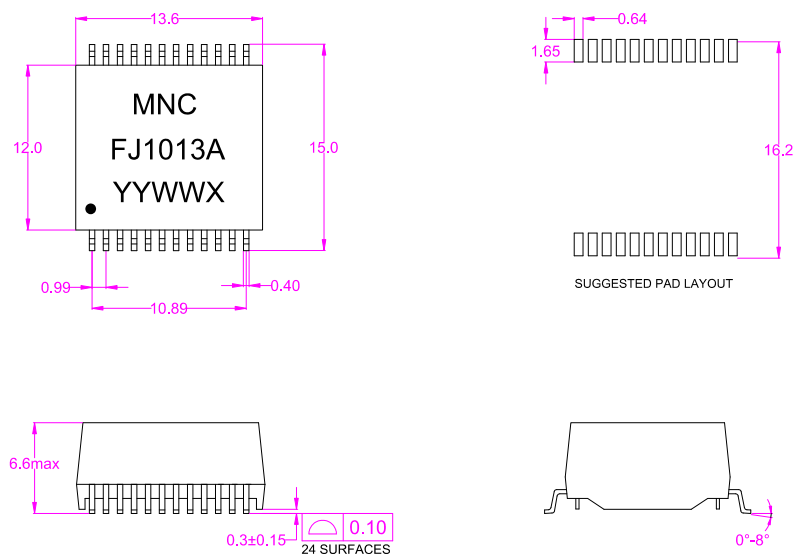 13.6
MNC
FJ1013A
YYWWX
12.0
15.0
0.99
0.40
10.89
0.64
1.65
16.2
SUGGESTED PAD LAYOUT
6.6max
0.3±0.15
0.10
24 SURFACES
0°-8°